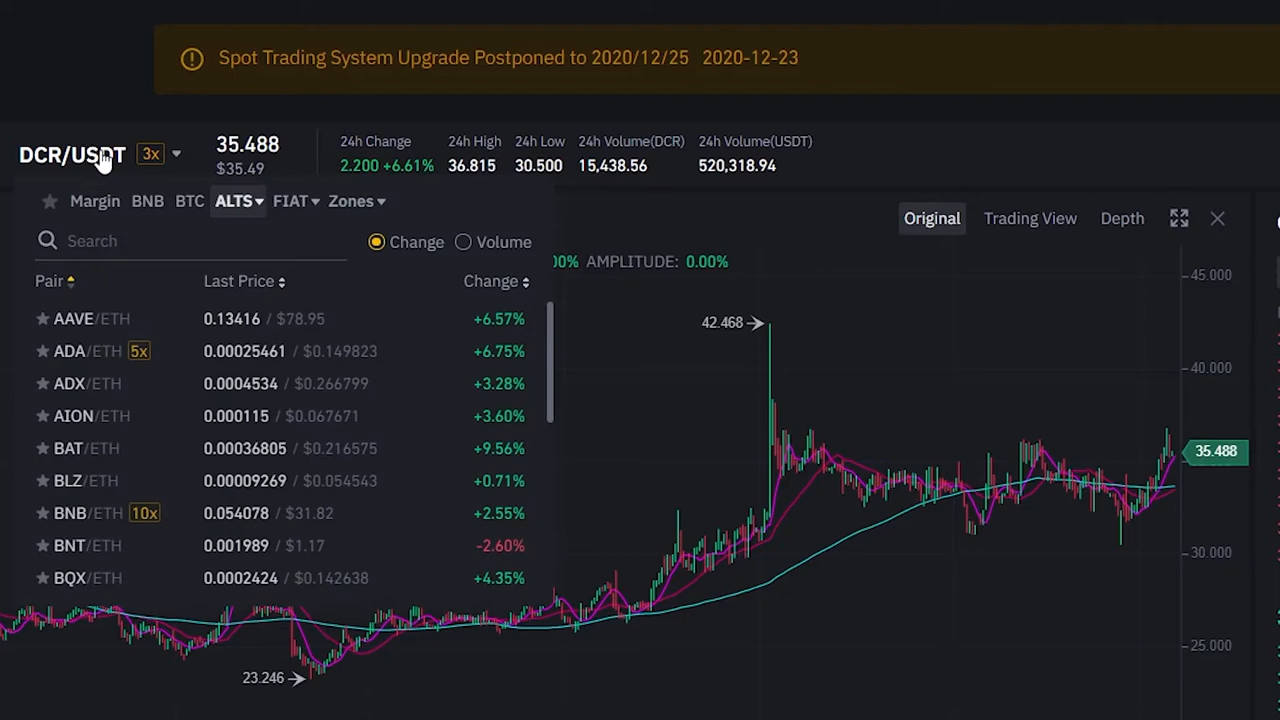 Spot Trading System Upgrade Postponed to 2020/12/25 2020-12-23
DCR/USDT 3x
35.488
$35.49
24h Change 24h High 24h Low 24h Volume(DCR) 24h Volume(USDT)
2.200 +6.61% 36.815 30.500 15,438.56 520,318.94
Margin BNB BTC ALTS FIAT Zones
Search Change Volume
Pair Last Price Change
AAVE/ETH 0.13416 / $78.95 +6.57%
ADA/ETH 5x 0.00025461 / $0.149823 +6.75%
ADX/ETH 0.0004534 / $0.266799 +3.28%
AION/ETH 0.000115 / $0.067671 +3.60%
BAT/ETH 0.00036805 / $0.216575 +9.56%
BLZ/ETH 0.00009269 / $0.054543 +0.71%
BNB/ETH 10x 0.054078 / $31.82 +2.55%
BNT/ETH 0.001989 / $1.17 -2.60%
BQX/ETH 0.0002424 / $0.142638 +4.35%
Original Trading View Depth
00% AMPLITUDE: 0.00%
45.000
42.468
40.000
35.488
30.000
25.000
23.246